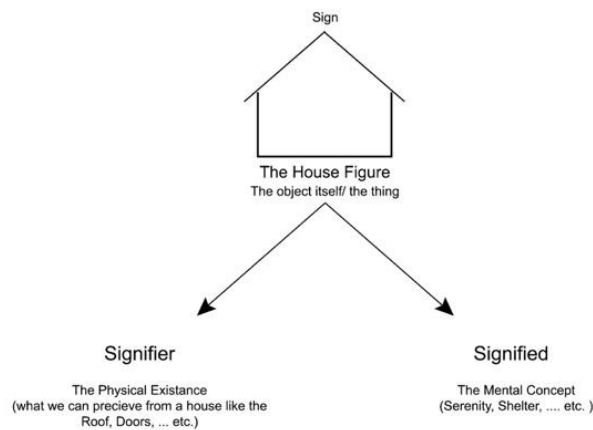 Sign
The House Figure
The object itself/ the thing
Signifier
The Physical Existance
(what we can precieve from a house like the
Roof, Doors, ... etc.)
Signified
The Mental Concept
(Serenity, Shelter, .... etc. )